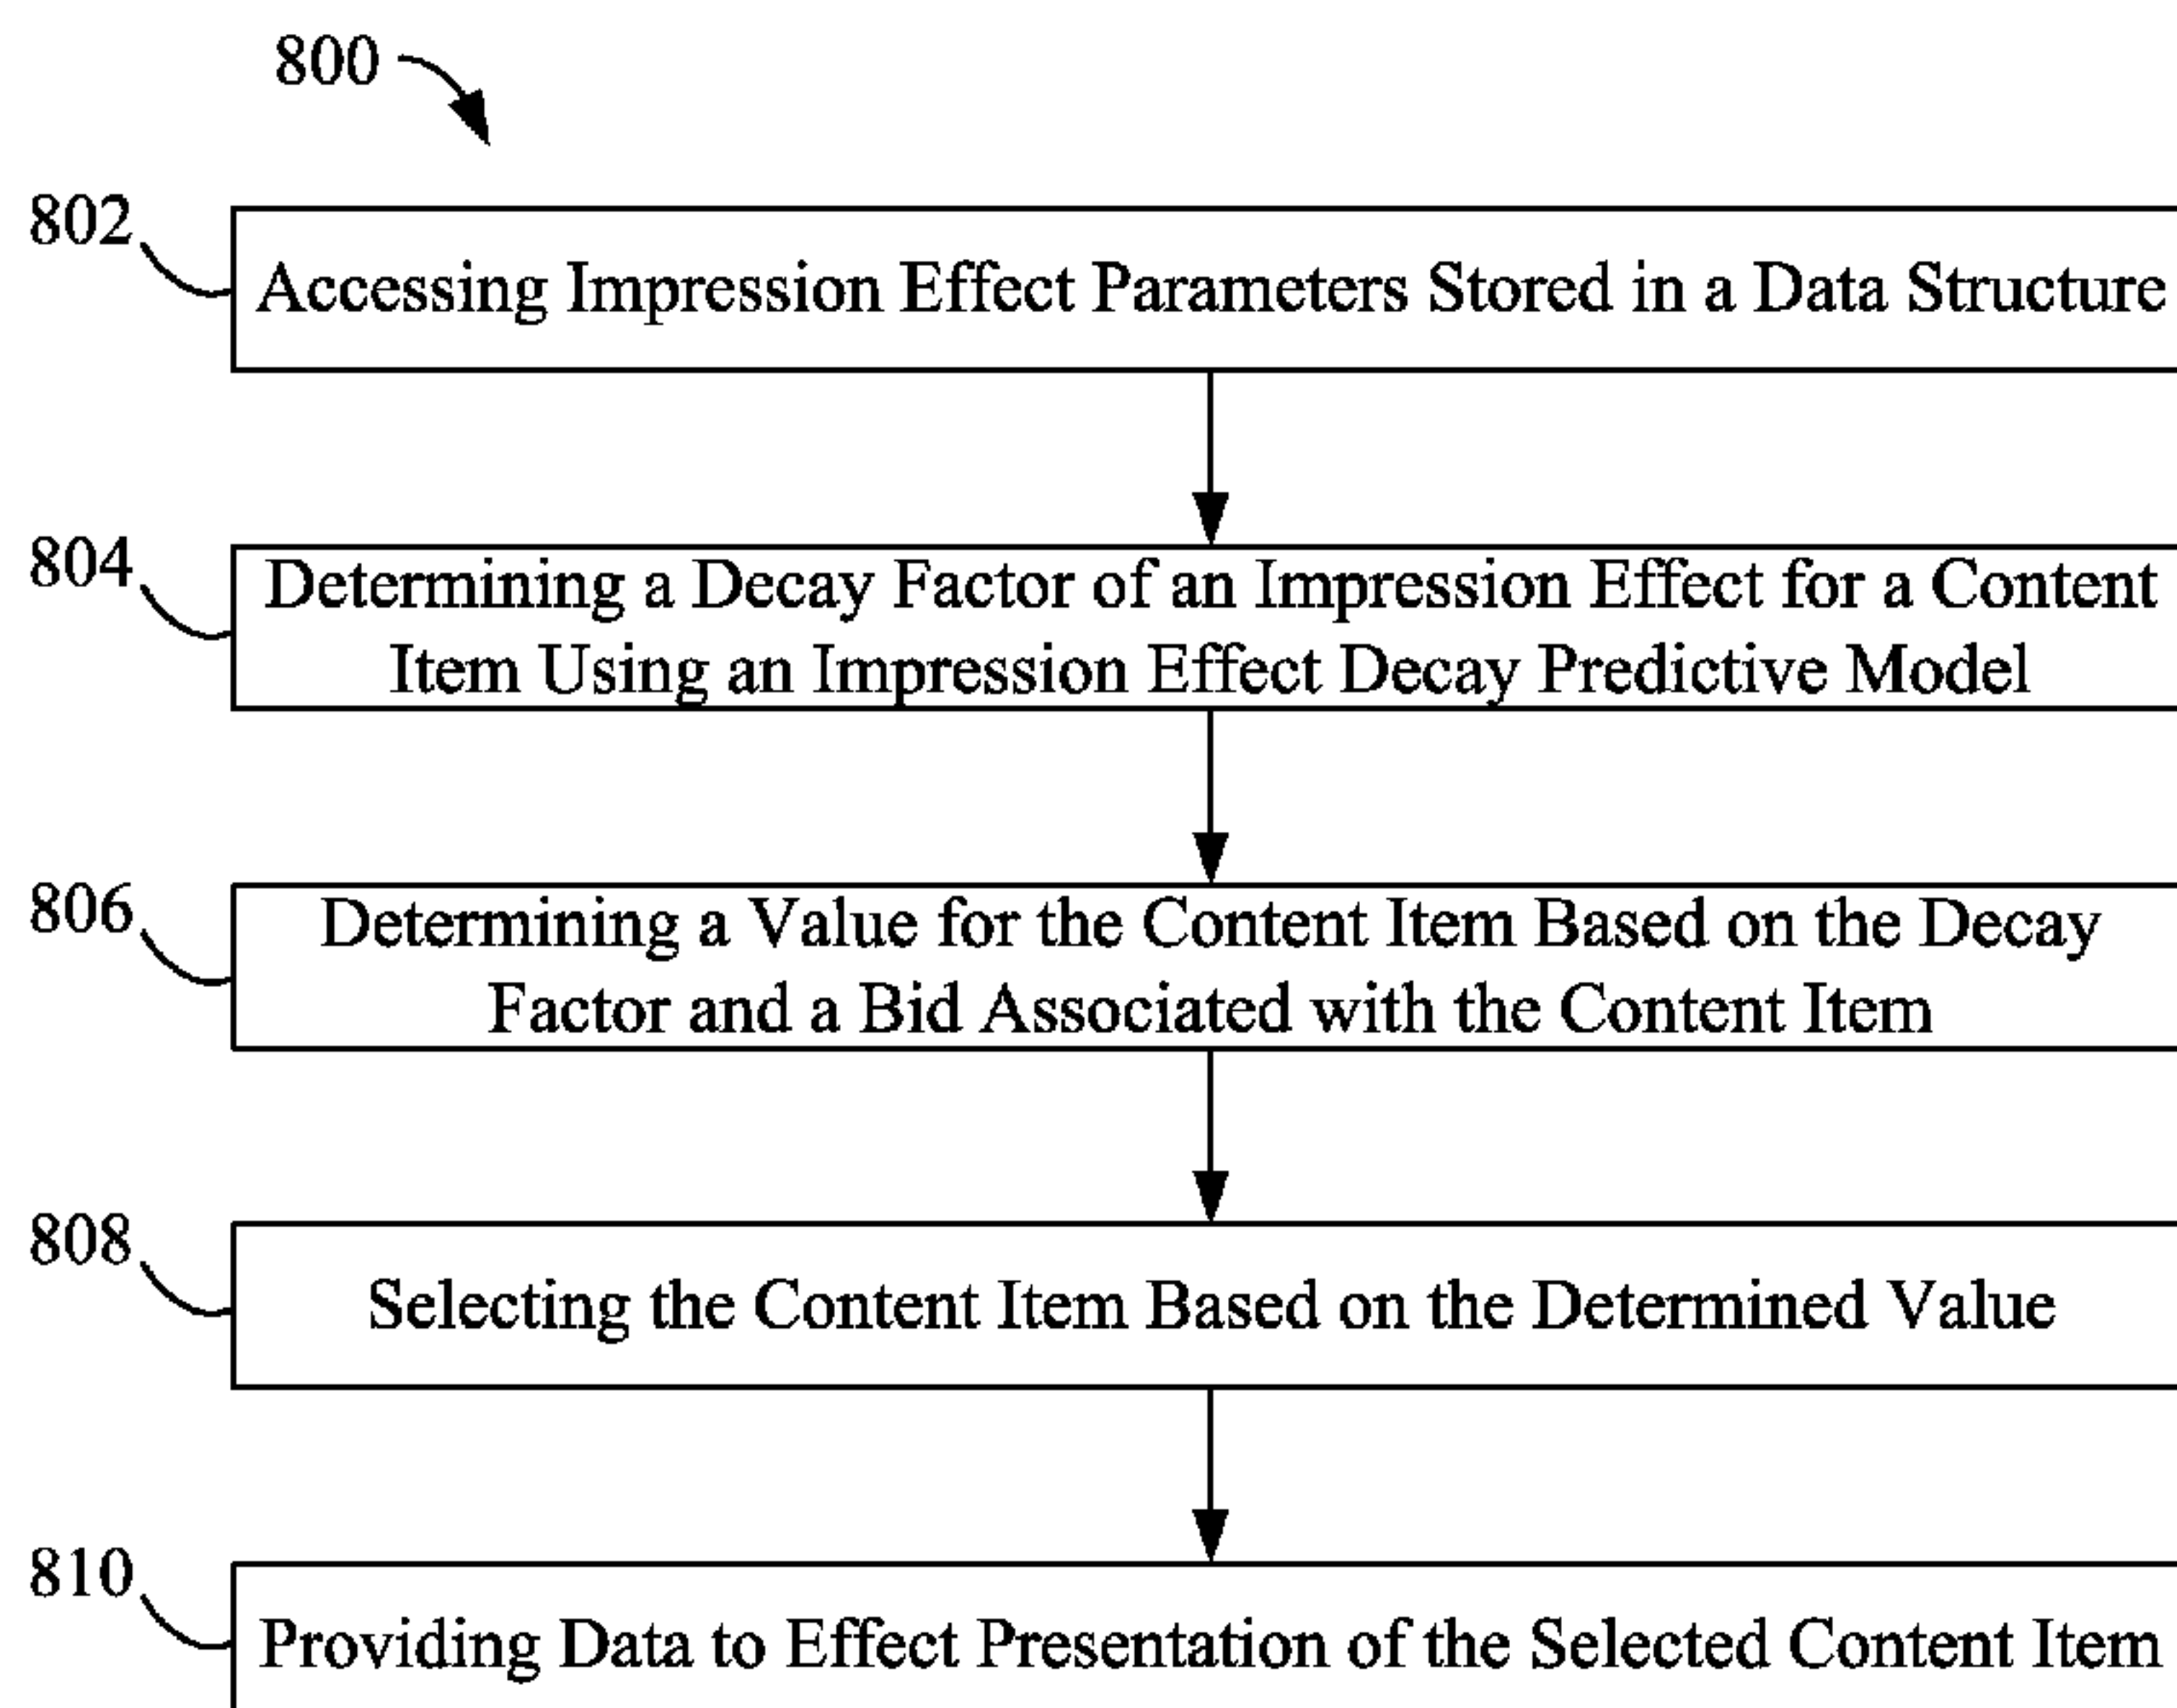 800
802
Accessing Impression Effect Parameters Stored in a Data Structure
804
Determining a Decay Factor of an Impression Effect for a Content
Item Using an Impression Effect Decay Predictive Model
806
Determining a Value for the Content Item Based on the Decay
Factor and a Bid Associated with the Content Item
808
Selecting the Content Item Based on the Determined Value
810
Providing Data to Effect Presentation of the Selected Content Item